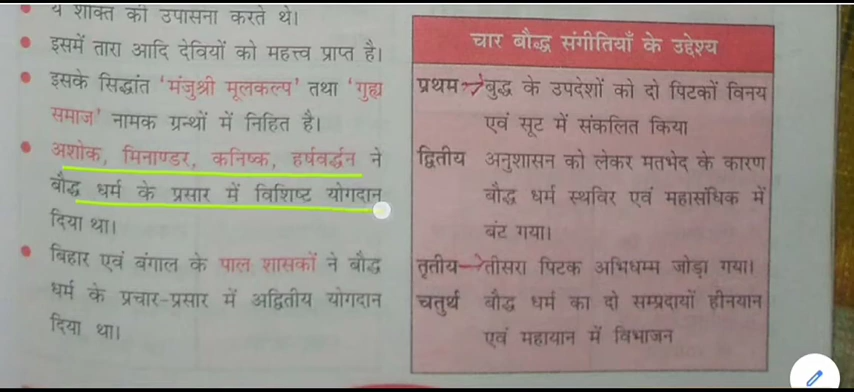 ये शक्ति की उपासना करते थे।
इसमें तारा आदि देवियों को महत्त्व प्राप्त है।
इसके सिद्धांत 'मंजुश्री मूलकल्प' तथा 'गुह्य
समाज' नामक ग्रन्थों में निहित है।
अशोक, मिनाण्डर, कनिष्क, हर्षवर्द्धन ने
बौद्ध धर्म के प्रसार में विशिष्ट योगदान
दिया था।
बिहार एवं बंगाल के पाल शासकों ने बौद्ध
धर्म के प्रचार-प्रसार में अद्वितीय योगदान
दिया था।
चार बौद्ध संगीतियाँ के उद्देश्य
प्रथम बुद्ध के उपदेशों को दो पिटकों विनय
एवं सूट में संकलित किया
द्वितीय अनुशासन को लेकर मतभेद के कारण
बौद्ध धर्म स्थविर एवं महासंघिक में
बंट गया।
तृतीय तीसरा पिटक अभिधम्म जोड़ा गया।
चतुर्थ बौद्ध धर्म का दो सम्प्रदायों हीनयान
एवं महायान में विभाजन